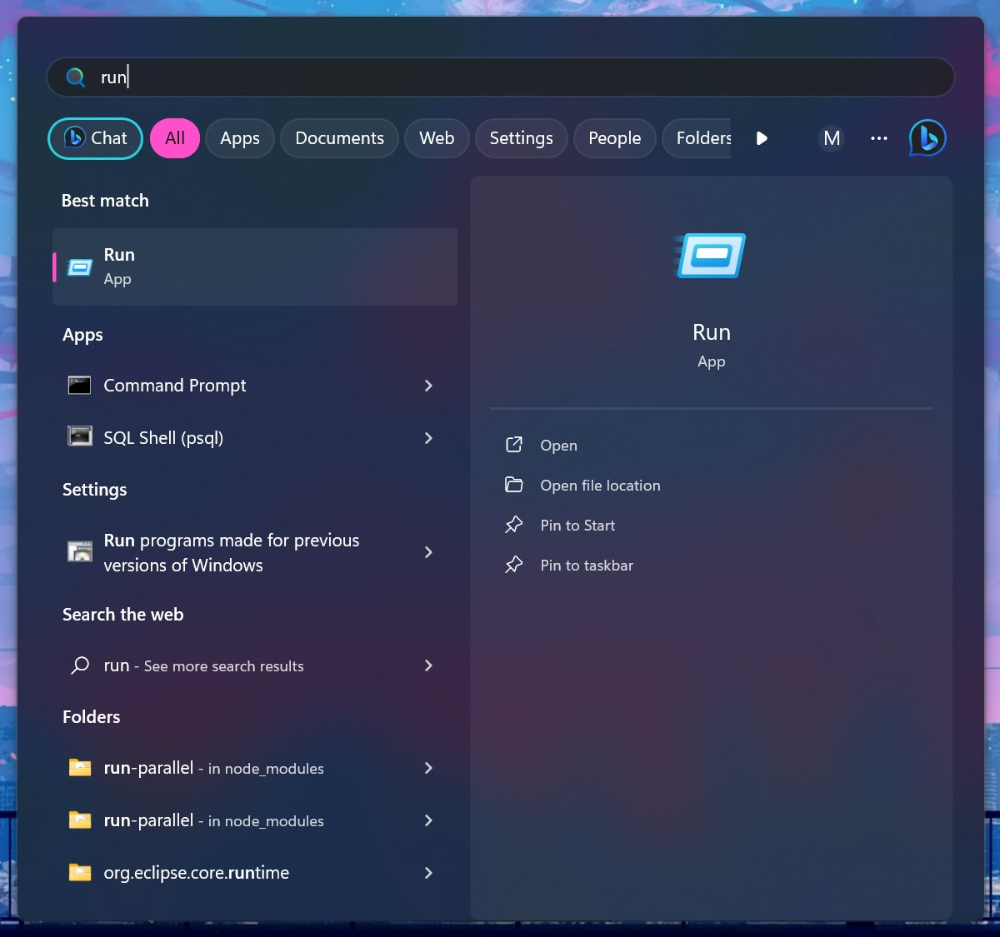 run
Chat
All
Apps
Documents
Web
Settings
People
Folders
M
Best match
Run
App
Apps
Command Prompt
SQL Shell (psql)
Settings
Run programs made for previous
versions of Windows
Search the web
run - See more search results
Folders
run-parallel - in node_modules
run-parallel - in node_modules
org.eclipse.core.runtime
Run
App
Open
Open file location
Pin to Start
Pin to taskbar